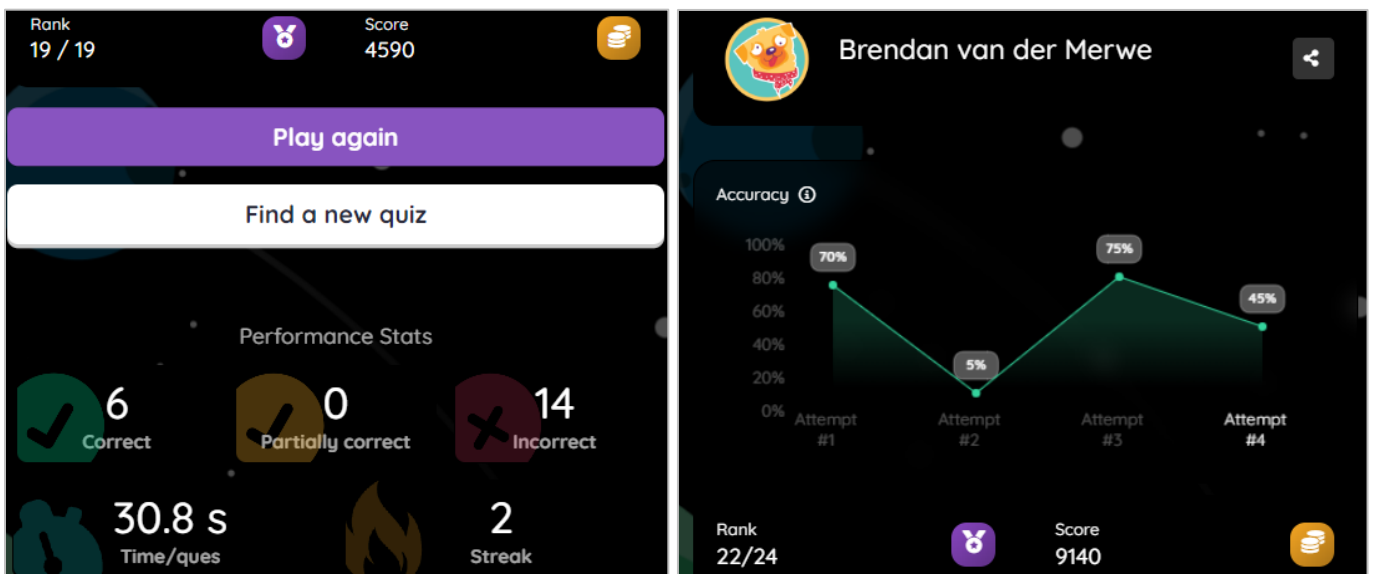 Rank
19 / 19
Score
4590
Play again
Find a new quiz
Performance Stats
6
Correct
0
Partially correct
14
Incorrect
30.8 s
Time/ques
2
Streak
Brendan van der Merwe
Accuracy
100%
80%
60%
40%
20%
0%
70%
5%
75%
45%
Attempt
#1
Attempt
#2
Attempt
#3
Attempt
#4
Rank
22/24
Score
9140